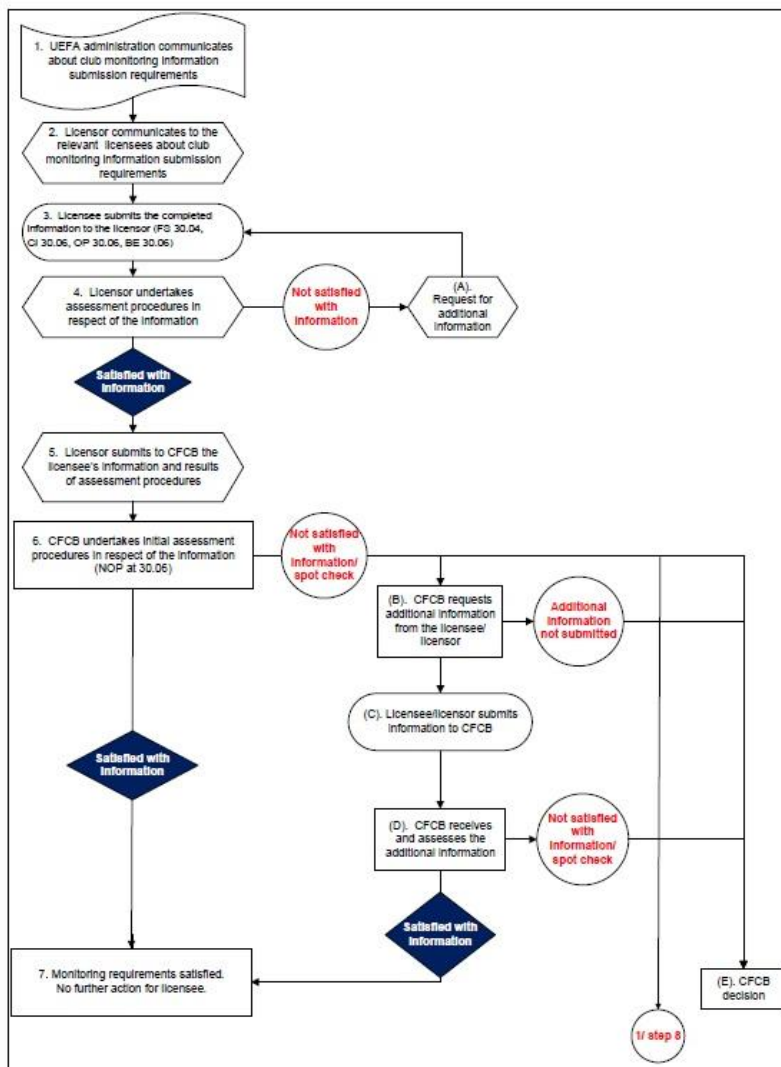 1. UEFA administration communicates
about club monitoring information
submission requirements
2. Licensor communicates to the
relevant licensees about club
monitoring information submission
requirements
3. Licensee submits the completed
information to the licensor (FS 30.04,
CI 30.06, OP 30.06, BE 30.06)
4. Licensor undertakes
assessment procedures in
respect of the information
Not satisfied
with
information
(A).
Request for
additional
information
Satisfied with
information
5. Licensor submits to CFCB the
licensee's information and results
of assessment procedures
6. CFCB undertakes initial assessment
procedures in respect of the information
(NOP at 30.06)
Not satisfied
with
information/
spot check
(B). CFCB requests
additional information
from the licensee/
licensor
Additional
information
not submitted
(C). Licensee/licensor submits
information to CFCB
Satisfied with
information
(D). CFCB receives
and assesses the
additional information
Not satisfied
with
information/
spot check
Satisfied with
information
7. Monitoring requirements satisfied.
No further action for licensee.
(E). CFCB
decision
1/ step 8